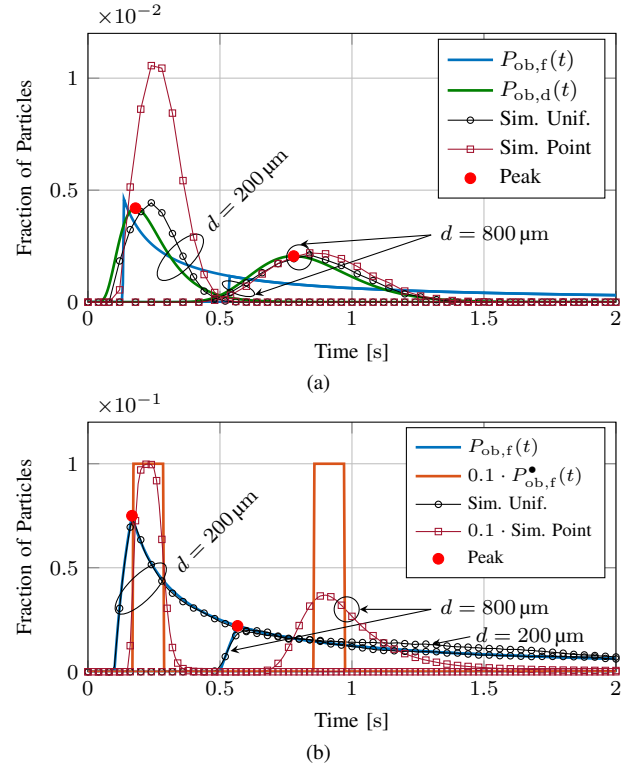 ×10⁻²
1
0.5
0
Fraction of Particles
P_ob,f(t)
P_ob,d(t)
Sim. Unif.
Sim. Point
Peak
d = 200 µm
d = 800 µm
0 0.5 1 1.5 2
Time [s]
(a)
×10⁻¹
1
0.5
0
Fraction of Particles
P_ob,f(t)
0.1 · P•_ob,f(t)
Sim. Unif.
0.1 · Sim. Point
Peak
d = 200 µm
d = 800 µm
d = 200 µm
0 0.5 1 1.5 2
Time [s]
(b)